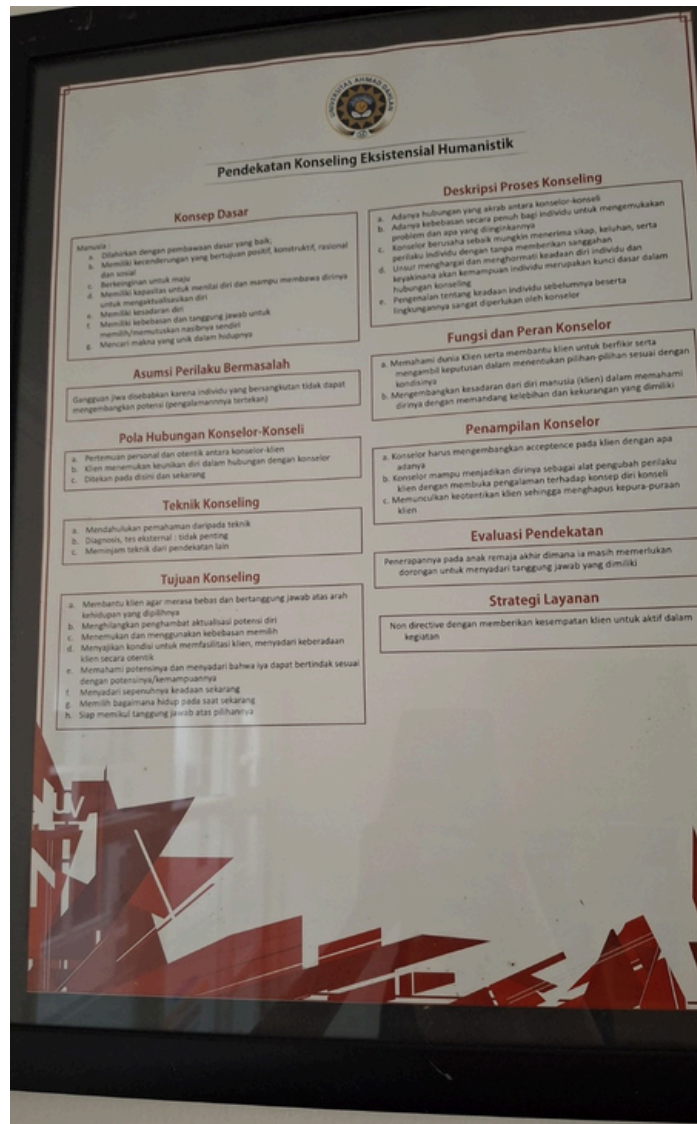 UNIVERSITAS AHMAD DAHLAN
Pendekatan Konseling Eksistensial Humanistik
Konsep Dasar
Manusia :
a. Dilahirkan dengan pembawaan dasar yang baik;
b. Memiliki kecenderungan yang bertujuan positif, konstruktif, rasional
dan sosial
c. Berkeinginan untuk maju
d. Memiliki kapasitas untuk menilai diri dan mampu membawa dirinya
untuk mengaktualisasikan diri
e. Memiliki kesadaran diri
f. Memiliki kebebasan dan tanggung jawab untuk
memilih/memutuskan nasibnya sendiri
g. Mencari makna yang unik dalam hidupnya
Asumsi Perilaku Bermasalah
Gangguan jiwa disebabkan karena individu yang bersangkutan tidak dapat
mengembangkan potensi (pengalamannnya tertekan)
Pola Hubungan Konselor-Konseli
a. Pertemuan personal dan otentik antara konselor-klien
b. Klien menemukan keunikan diri dalam hubungan dengan konselor
c. Ditekan pada disini dan sekarang
Teknik Konseling
a. Mendahulukan pemahaman daripada teknik
b. Diagnosis, tes eksternal : tidak penting
c. Meminjam teknik dari pendekatan lain
Tujuan Konseling
a. Membantu klien agar merasa bebas dan bertanggung jawab atas arah
kehidupan yang dipilihnya
b. Menghilangkan penghambat aktualisasi potensi diri
c. Menemukan dan menggunakan kebebasan memilih
d. Menyajikan kondisi untuk memfasilitasi klien, menyadari keberadaan
klien secara otentik
e. Memahami potensinya dan menyadari bahwa iya dapat bertindak sesuai
dengan potensinya/kemampuannya
f. Menyadari sepenuhnya keadaan sekarang
g. Memilih bagaimana hidup pada saat sekarang
h. Siap memikul tanggung jawab atas pilihannya
Deskripsi Proses Konseling
a. Adanya hubungan yang akrab antara konselor-konseli
b. Adanya kebebasan secara penuh bagi individu untuk mengemukakan
problem dan apa yang diinginkannya
c. Konselor berusaha sebaik mungkin menerima sikap, keluhan, serta
perilaku individu dengan tanpa memberikan sanggahan
d. Unsur menghargai dan menghormati keadaan diri individu dan
keyakinana akan kemampuan individu merupakan kunci dasar dalam
hubungan konseling
e. Pengenalan tentang keadaan individu sebelumnya beserta
lingkungannya sangat diperlukan oleh konselor
Fungsi dan Peran Konselor
a. Memahami dunia Klien serta membantu klien untuk berfikir serta
mengambil keputusan dalam menentukan pilihan-pilihan sesuai dengan
kondisinya
b. Mengembangkan kesadaran dari diri manusia (klien) dalam memahami
dirinya dengan memandang kelebihan dan kekurangan yang dimiliki
Penampilan Konselor
a. Konselor harus mengembangkan acceptence pada klien dengan apa
adanya
b. Konselor mampu menjadikan dirinya sebagai alat pengubah perilaku
klien dengan membuka pengalaman terhadap konsep diri konseli
c. Memunculkan keotentikan klien sehingga menghapus kepura-puraan
klien
Evaluasi Pendekatan
Penerapannya pada anak remaja akhir dimana ia masih memerlukan
dorongan untuk menyadari tanggung jawab yang dimiliki
Strategi Layanan
Non directive dengan memberikan kesempatan klien untuk aktif dalam
kegiatan